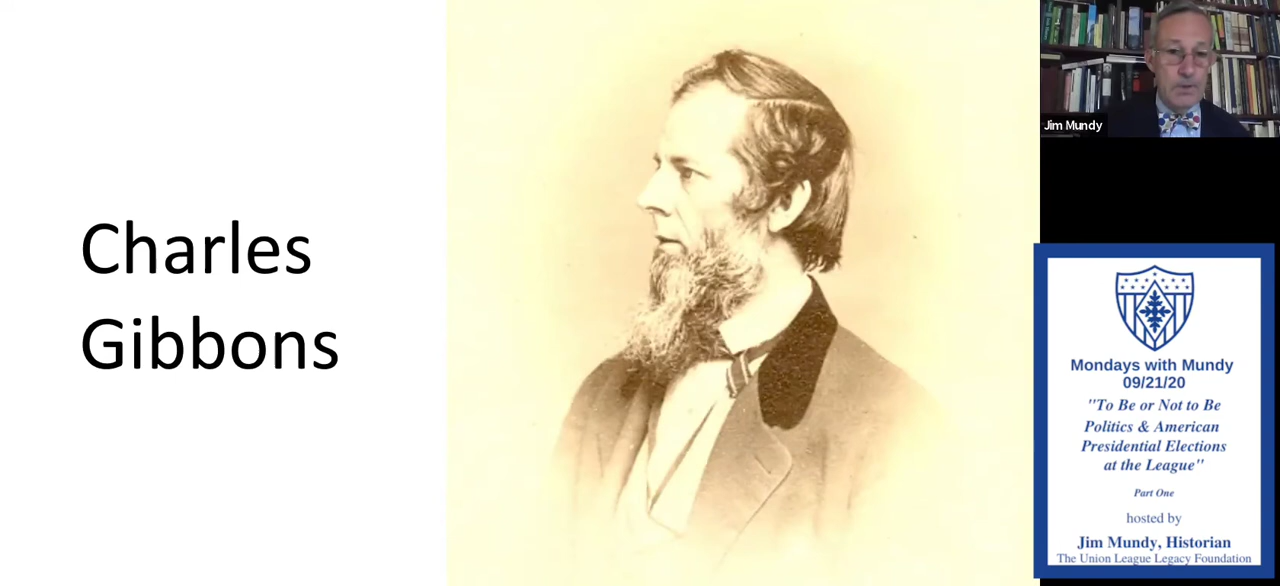 Charles
Gibbons
Jim Mundy
Mondays with Mundy
09/21/20
"To Be or Not to Be
Politics & American
Presidential Elections
at the League"
Part One
hosted by
Jim Mundy, Historian
The Union League Legacy Foundation